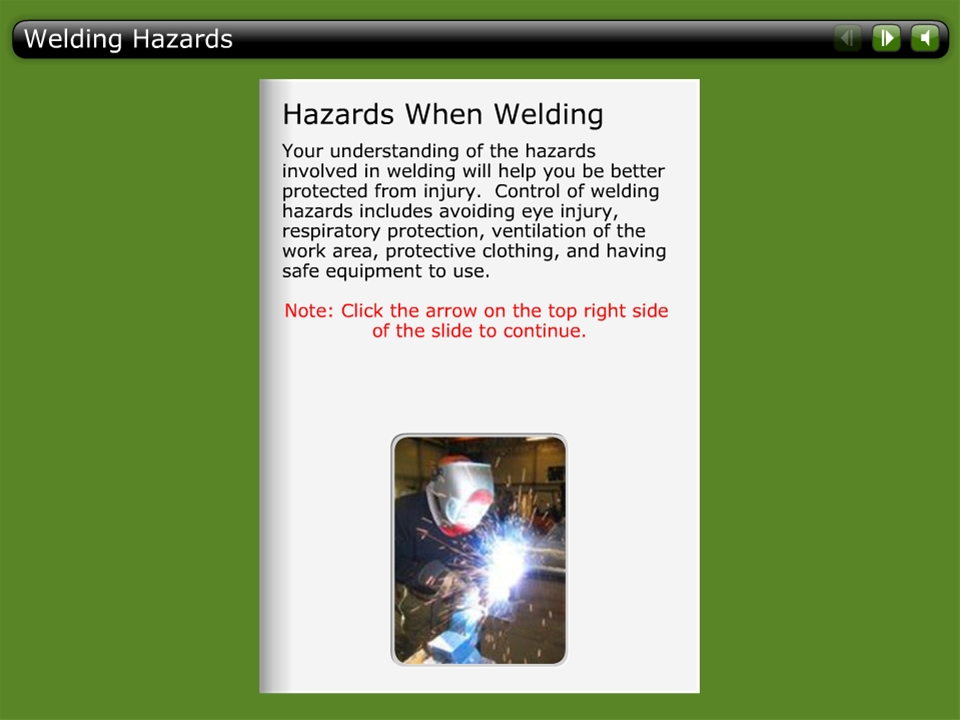 Welding Hazards
Hazards When Welding
Your understanding of the hazards
involved in welding will help you be better
protected from injury.  Control of welding
hazards includes avoiding eye injury,
respiratory protection, ventilation of the
work area, protective clothing, and having
safe equipment to use.
Note: Click the arrow on the top right side
of the slide to continue.